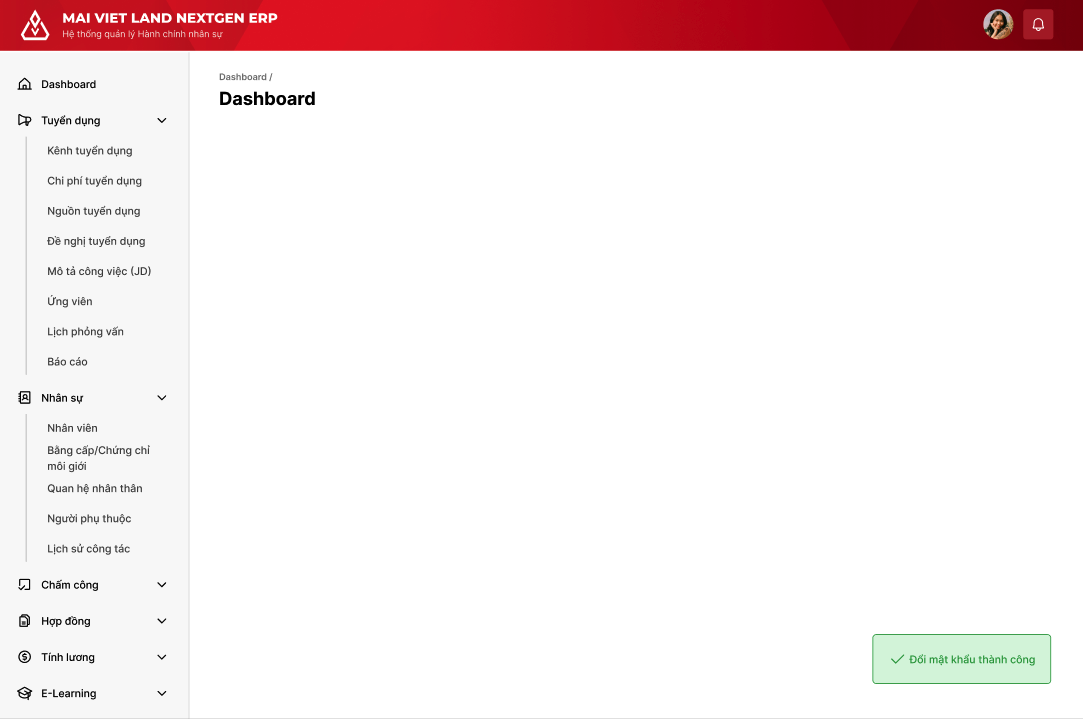 MAI VIET LAND NEXTGEN ERP
Hệ thống quản lý Hành chính nhân sự
Dashboard
Tuyển dụng
Kênh tuyển dụng
Chi phí tuyển dụng
Nguồn tuyển dụng
Đề nghị tuyển dụng
Mô tả công việc (JD)
Ứng viên
Lịch phỏng vấn
Báo cáo
Nhân sự
Nhân viên
Bằng cấp/Chứng chỉ
môi giới
Quan hệ nhân thân
Người phụ thuộc
Lịch sử công tác
Chấm công
Hợp đồng
Tính lương
E-Learning
Dashboard /
Dashboard
Đổi mật khẩu thành công